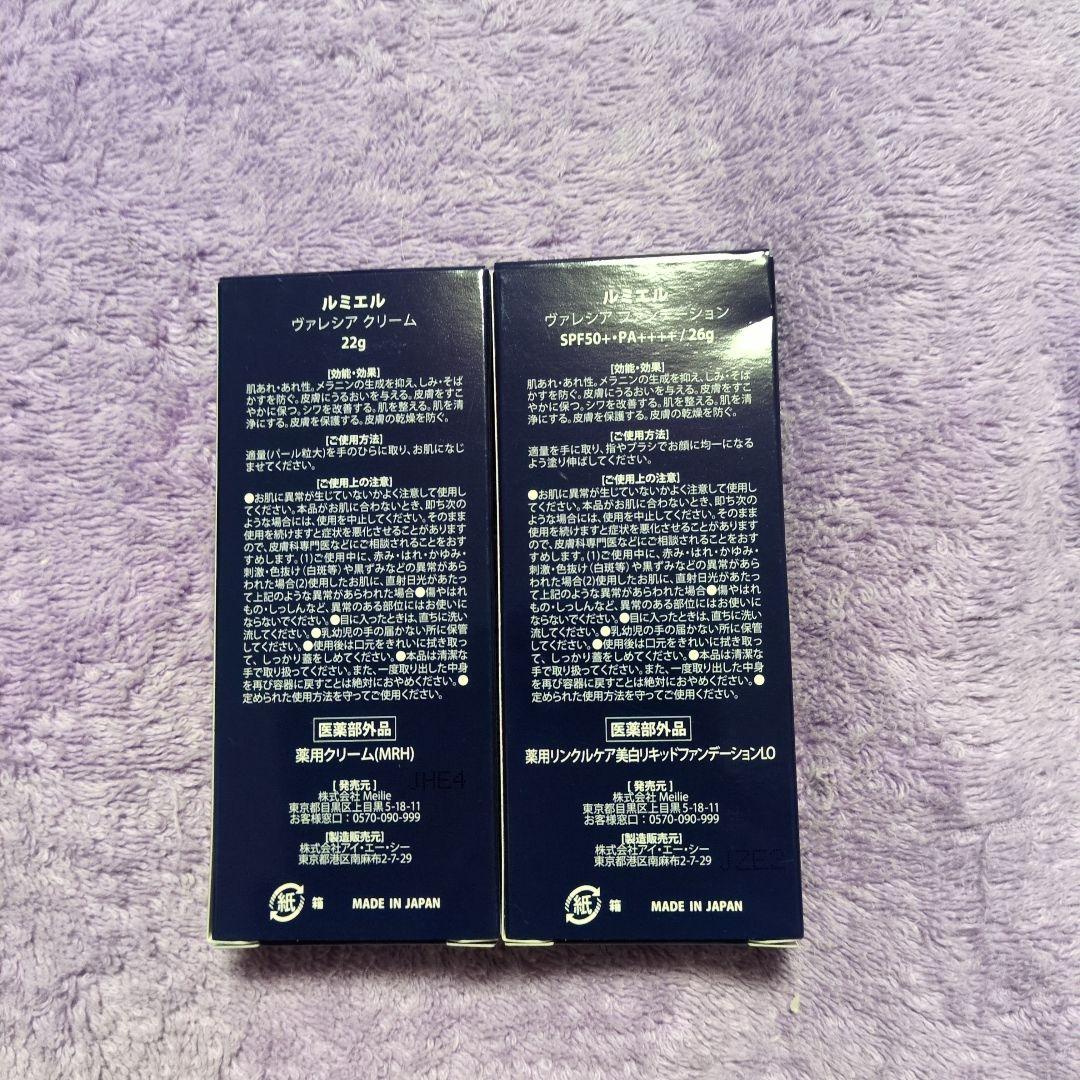 ルミエル
ヴァレシア クリーム
22g
[効能・効果]
肌あれ・あれ性。メラニンの生成を抑え、しみ・そば
かすを防ぐ。皮膚にうるおいを与える。皮膚をすこ
やかに保つ。シワを改善する。肌を整える。肌を清
浄にする。皮膚を保護する。皮膚の乾燥を防ぐ。
[ご使用方法]
適量(パール粒大)を手のひらに取り、お肌になじ
ませてください。
[ご使用上の注意]
●お肌に異常が生じていないかよく注意して使用し
てください。本品がお肌に合わないとき、即ち次の
ような場合には、使用を中止してください。そのまま
使用を続けますと症状を悪化させることがあります
ので、皮膚科専門医などにご相談されることをおす
すめします。(1)ご使用中に、赤み・はれ・かゆみ・
刺激・色抜け(白斑等)や黒ずみなどの異常があら
われた場合(2)使用したお肌に、直射日光があたっ
て上記のような異常があらわれた場合●傷やはれ
もの・しっしんなど、異常のある部位にはお使いに
ならないでください。●目に入ったときは、直ちに洗い
流してください。●乳幼児の手の届かない所に保管
してください。●使用後は口元をきれいに拭き取っ
て、しっかり蓋をしめてください。●本品は清潔な
手で取り扱ってください。また、一度取り出した中身
を再び容器に戻すことは絶対におやめください。●
定められた使用方法を守ってご使用ください。
医薬部外品
薬用クリーム(MRH)
JHE4
[発売元]
株式会社 Meilie
東京都目黒区上目黒5-18-11
お客様窓口:0570-090-999
[製造販売元]
株式会社アイ・エー・シー
東京都港区南麻布2-7-29
紙 箱 MADE IN JAPAN
ルミエル
ヴァレシア ファンデーション
SPF50+・PA++++ / 26g
[効能・効果]
肌あれ・あれ性。メラニンの生成を抑え、しみ・そば
かすを防ぐ。皮膚にうるおいを与える。皮膚をすこ
やかに保つ。シワを改善する。肌を整える。肌を清
浄にする。皮膚を保護する。皮膚の乾燥を防ぐ。
[ご使用方法]
適量を手に取り、指やブラシでお顔に均一になる
よう塗り伸ばしてください。
[ご使用上の注意]
●お肌に異常が生じていないかよく注意して使用し
てください。本品がお肌に合わないとき、即ち次の
ような場合には、使用を中止してください。そのまま
使用を続けますと症状を悪化させることがあります
ので、皮膚科専門医などにご相談されることをおす
すめします。(1)ご使用中に、赤み・はれ・かゆみ・
刺激・色抜け(白斑等)や黒ずみなどの異常があら
われた場合(2)使用したお肌に、直射日光があたっ
て上記のような異常があらわれた場合●傷やはれ
もの・しっしんなど、異常のある部位にはお使いに
ならないでください。●目に入ったときは、直ちに洗い
流してください。●乳幼児の手の届かない所に保管
してください。●使用後は口元をきれいに拭き取っ
て、しっかり蓋をしめてください。●本品は清潔な
手で取り扱ってください。また、一度取り出した中身
を再び容器に戻すことは絶対におやめください。●
定められた使用方法を守ってご使用ください。
医薬部外品
薬用リンクルケア美白リキッドファンデーションLO
[発売元]
株式会社 Meilie
東京都目黒区上目黒5-18-11
お客様窓口:0570-090-999
[製造販売元]
株式会社アイ・エー・シー
東京都港区南麻布2-7-29
JZE2
紙 箱 MADE IN JAPAN